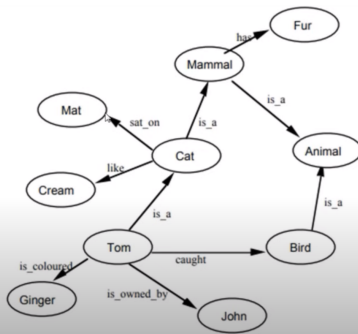 Fur
has
Mammal
Mat
is_a
sat_on
is_a
Cat
Animal
like
Cream
is_a
is_a
Tom
Bird
caught
is_coloured
is_owned_by
Ginger
John